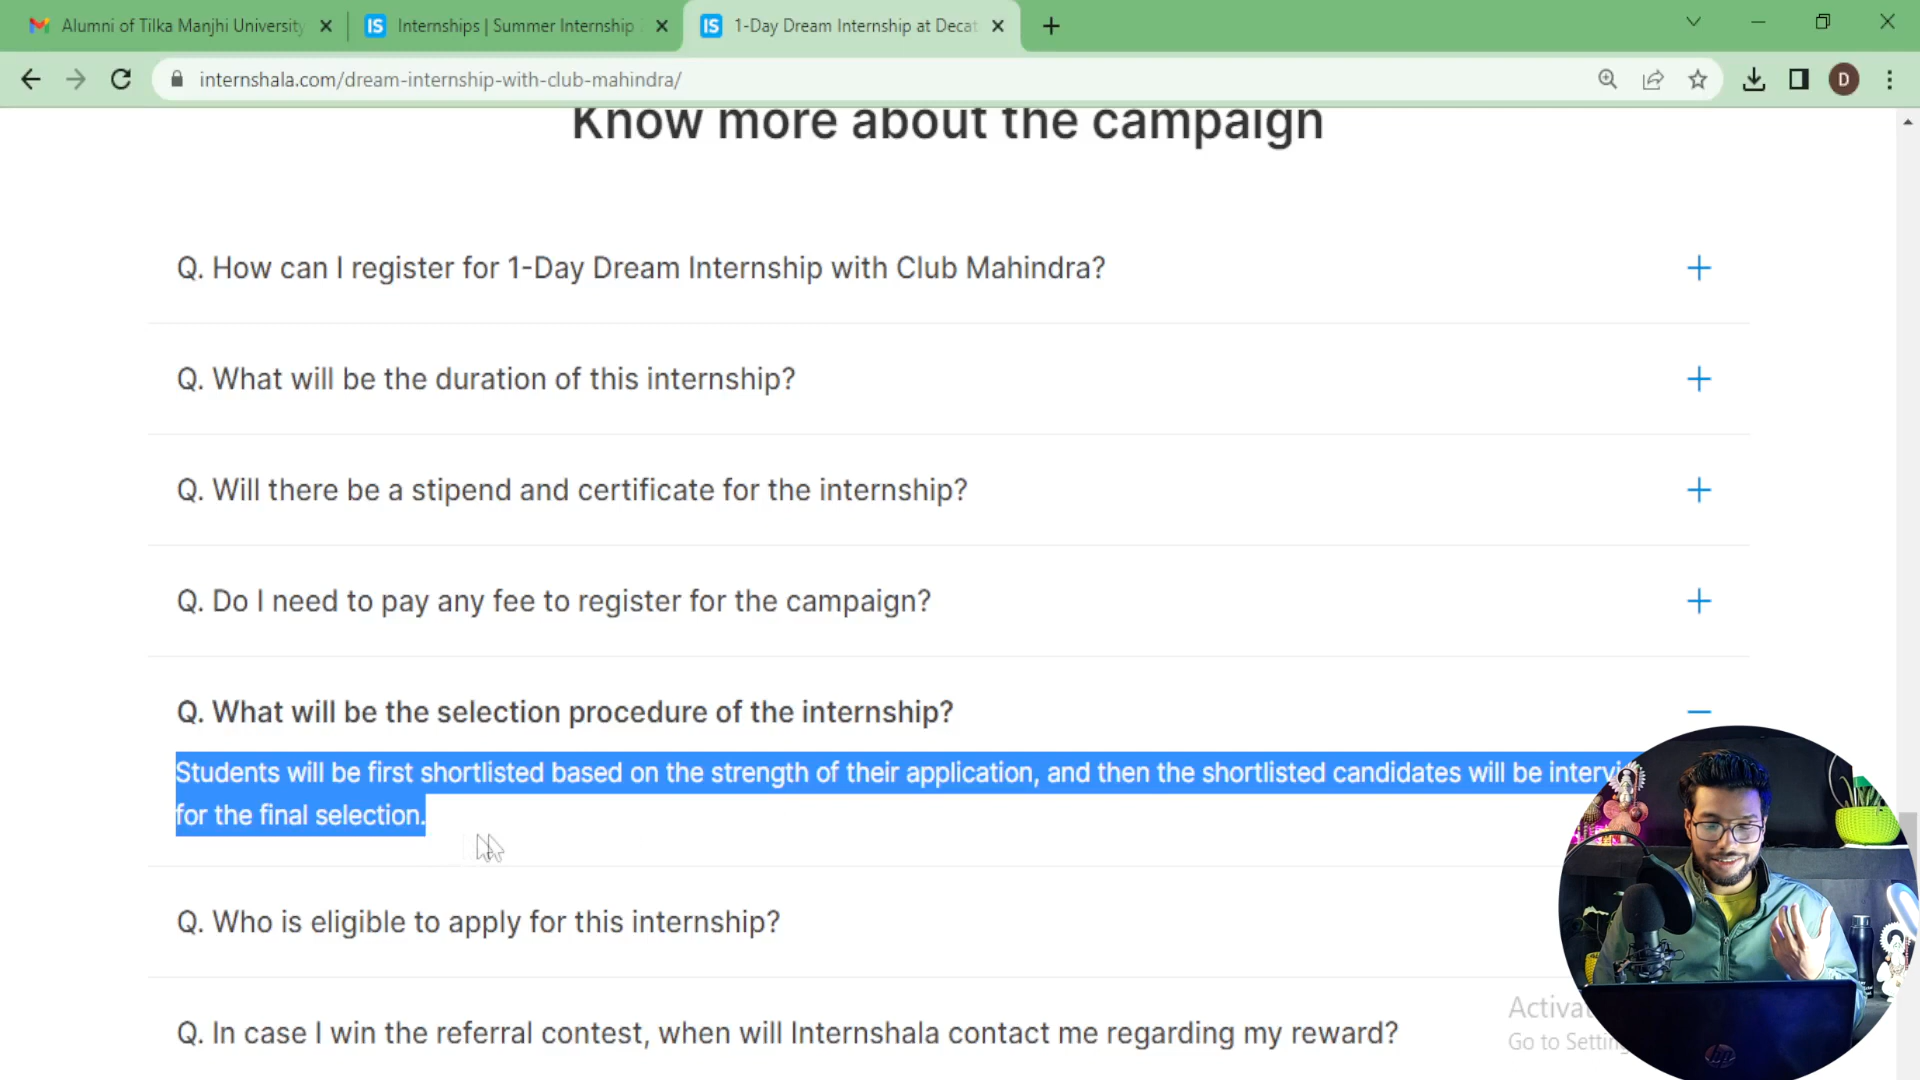 Alumni of Tilka Manjhi University
Internships | Summer Internship
1-Day Dream Internship at Decat
internshala.com/dream-internship-with-club-mahindra/
D
Know more about the campaign
Q. How can I register for 1-Day Dream Internship with Club Mahindra?
Q. What will be the duration of this internship?
Q. Will there be a stipend and certificate for the internship?
Q. Do I need to pay any fee to register for the campaign?
Q. What will be the selection procedure of the internship?
Students will be first shortlisted based on the strength of their application, and then the shortlisted candidates will be
for the final selection.
Q. Who is eligible to apply for this internship?
Q. In case I win the referral contest, when will Internshala contact me regarding my reward?
Go to
hp